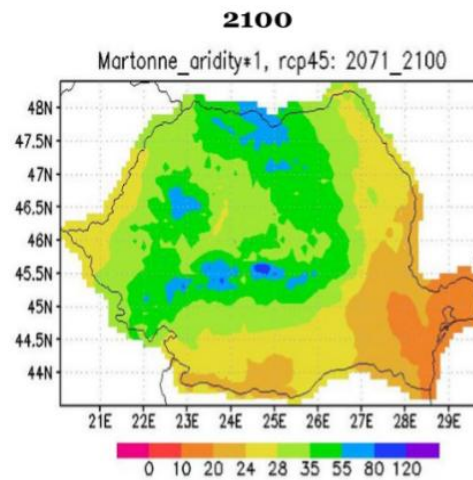 2100
Martonne_aridity*1, rcp45: 2071_2100
48N
47.5N
47N
46.5N
46N
45.5N
45N
44.5N
44N
21E 22E 23E 24E 25E 26E 27E 28E 29E
0 10 20 24 28 35 55 80 120